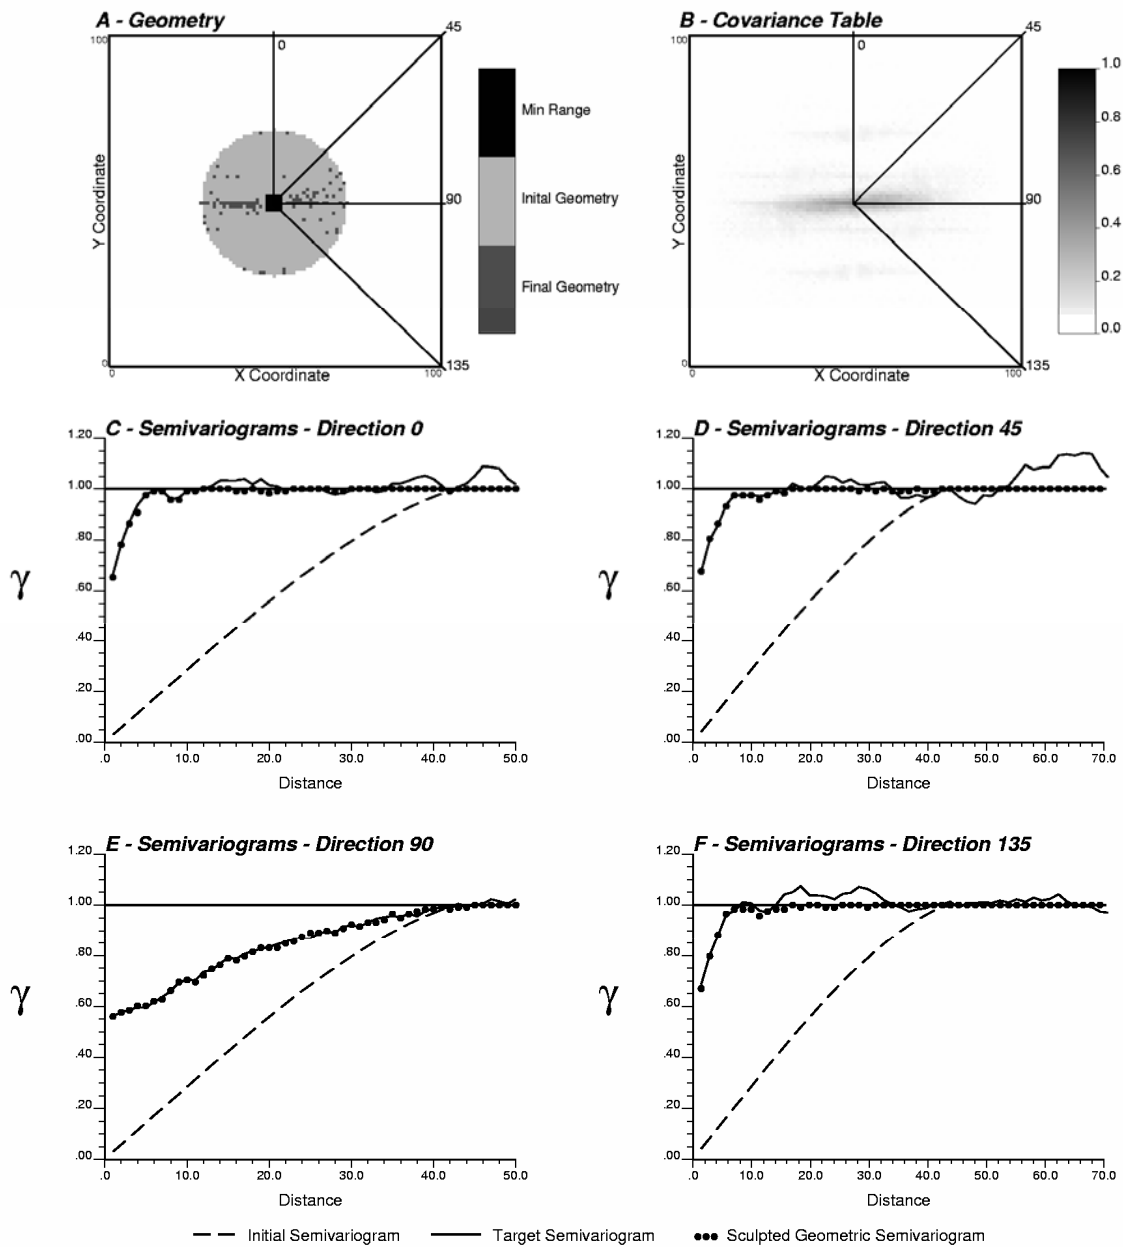 A - Geometry
100
0
45
90
135
Y Coordinate
0
0
X Coordinate
100
Min Range
Inital Geometry
Final Geometry
B - Covariance Table
100
0
45
90
135
Y Coordinate
0
0
X Coordinate
100
1.0
0.8
0.6
0.4
0.2
0.0
C - Semivariograms - Direction 0
1.20
1.00
.80
.60
.40
.20
.00
γ
.0 10.0 20.0 30.0 40.0 50.0
Distance
D - Semivariograms - Direction 45
1.20
1.00
.80
.60
.40
.20
.00
γ
.0 10.0 20.0 30.0 40.0 50.0 60.0 70.0
Distance
E - Semivariograms - Direction 90
1.20
1.00
.80
.60
.40
.20
.00
γ
.0 10.0 20.0 30.0 40.0 50.0
Distance
F - Semivariograms - Direction 135
1.20
1.00
.80
.60
.40
.20
.00
γ
.0 10.0 20.0 30.0 40.0 50.0 60.0 70.0
Distance
Initial Semivariogram Target Semivariogram Sculpted Geometric Semivariogram